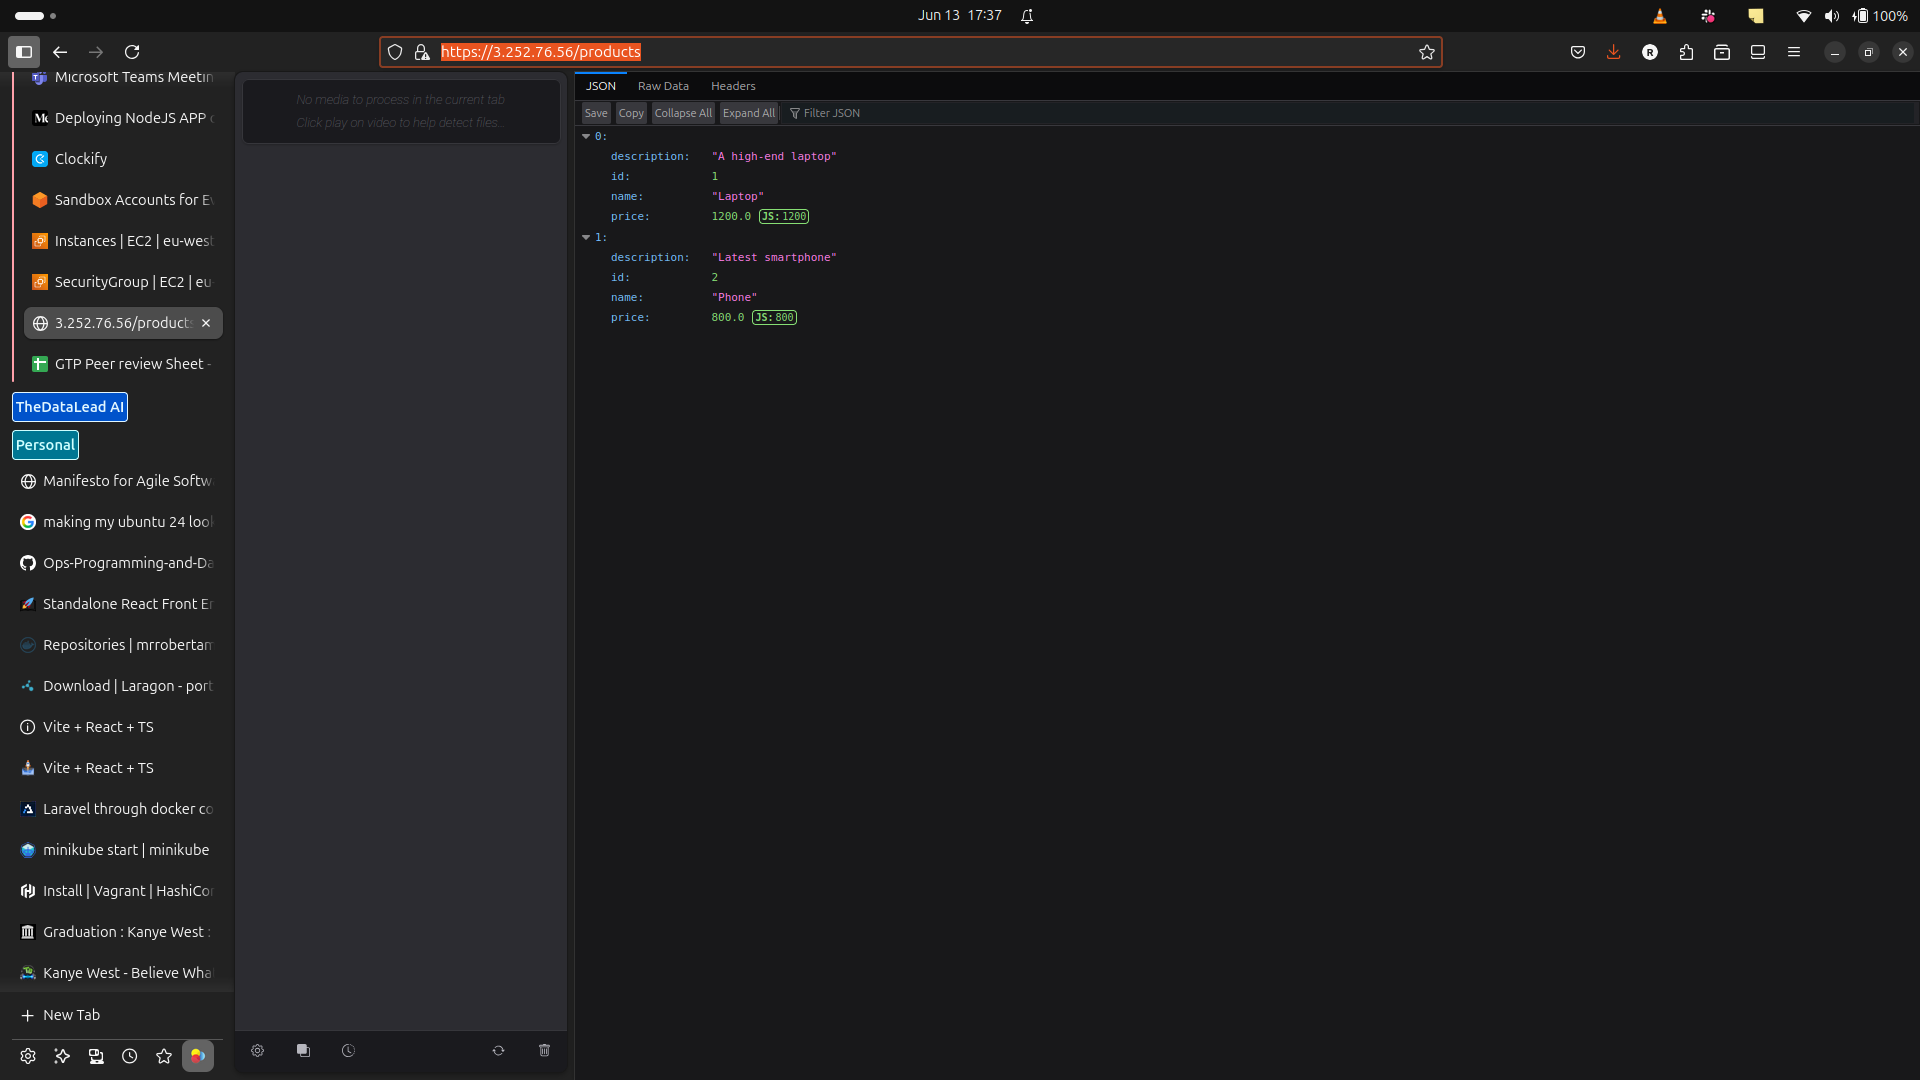 Jun 13 17:37
100%
https://3.252.76.56/products
Microsoft Teams Meetin
Deploying NodeJS APP
Clockify
Sandbox Accounts for Ev
Instances | EC2 | eu-west
SecurityGroup | EC2 | eu-
3.252.76.56/products
GTP Peer review Sheet -
TheDataLead AI
Personal
Manifesto for Agile Softw
making my ubuntu 24 look
Ops-Programming-and-Da
Standalone React Front En
Repositories | mrrobertam
Download | Laragon - port
Vite + React + TS
Vite + React + TS
Laravel through docker co
minikube start | minikube
Install | Vagrant | HashiCor
Graduation : Kanye West :
Kanye West - Believe Wha
New Tab
No media to process in the current tab
Click play on video to help detect files...
JSON Raw Data Headers
Save Copy Collapse All Expand All Filter JSON
0:
description: "A high-end laptop"
id: 1
name: "Laptop"
price: 1200.0 JS:1200
1:
description: "Latest smartphone"
id: 2
name: "Phone"
price: 800.0 JS:800